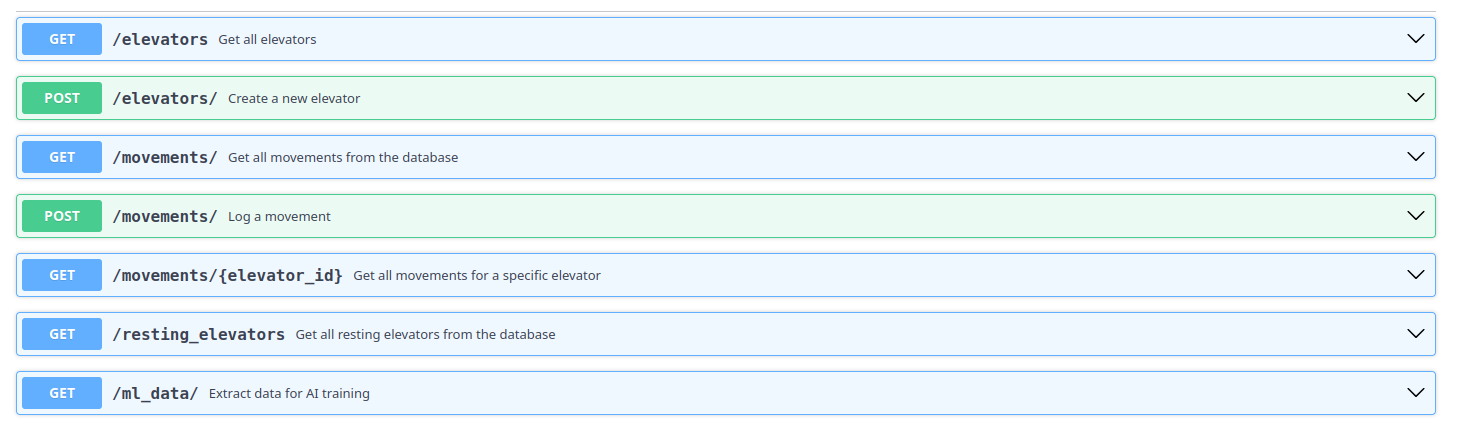 GET /elevators Get all elevators
POST /elevators/ Create a new elevator
GET /movements/ Get all movements from the database
POST /movements/ Log a movement
GET /movements/{elevator_id} Get all movements for a specific elevator
GET /resting_elevators Get all resting elevators from the database
GET /ml_data/ Extract data for AI training